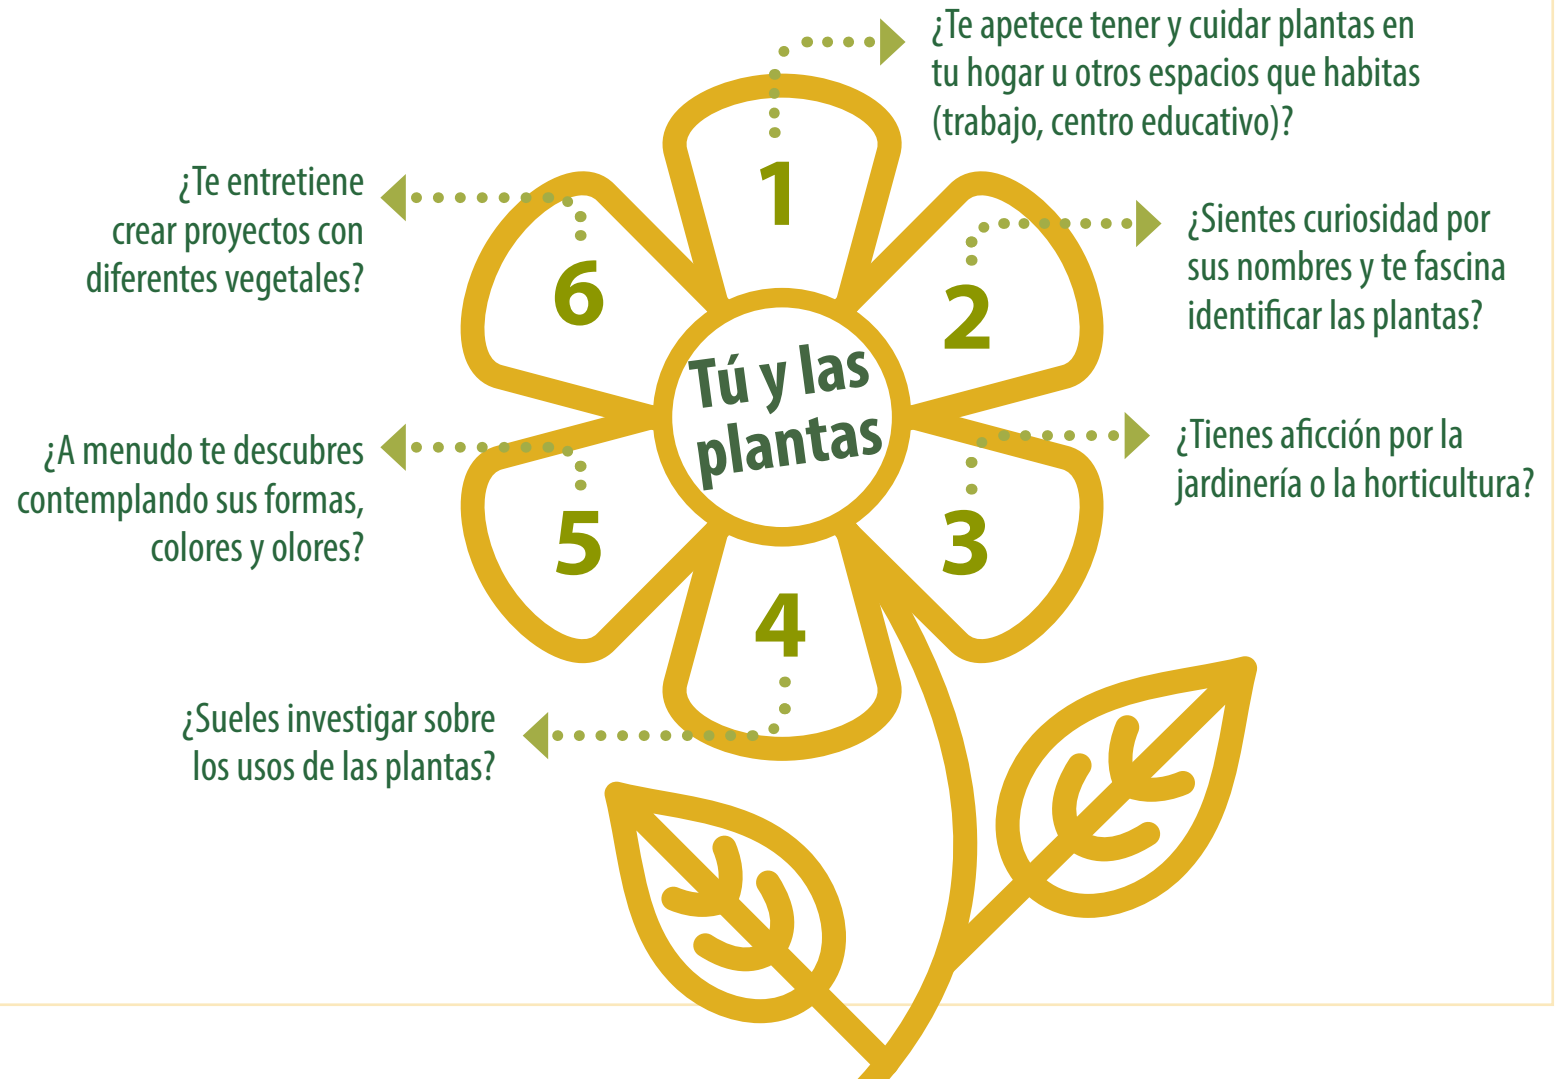 Tú y las
plantas
1
¿Te apetece tener y cuidar plantas en
tu hogar u otros espacios que habitas
(trabajo, centro educativo)?
2
¿Sientes curiosidad por
sus nombres y te fascina
identificar las plantas?
3
¿Tienes aficción por la
jardinería o la horticultura?
4
¿Sueles investigar sobre
los usos de las plantas?
5
¿A menudo te descubres
contemplando sus formas,
colores y olores?
6
¿Te entretiene
crear proyectos con
diferentes vegetales?